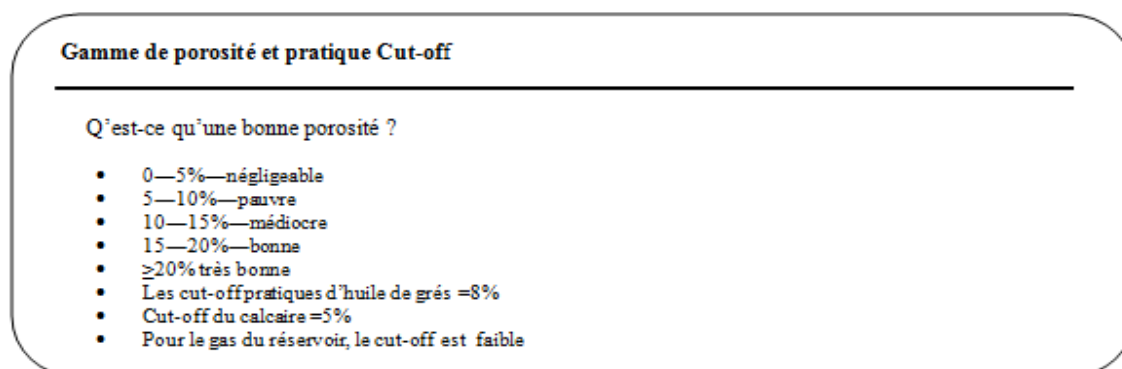 Gamme de porosité et pratique Cut-off
Q’est-ce qu’une bonne porosité ?
• 0—5%—négligeable
• 5—10%—pauvre
• 10—15%—médiocre
• 15—20%—bonne
• ≥20% très bonne
• Les cut-off pratiques d’huile de grés =8%
• Cut-off du calcaire =5%
• Pour le gas du réservoir, le cut-off est faible